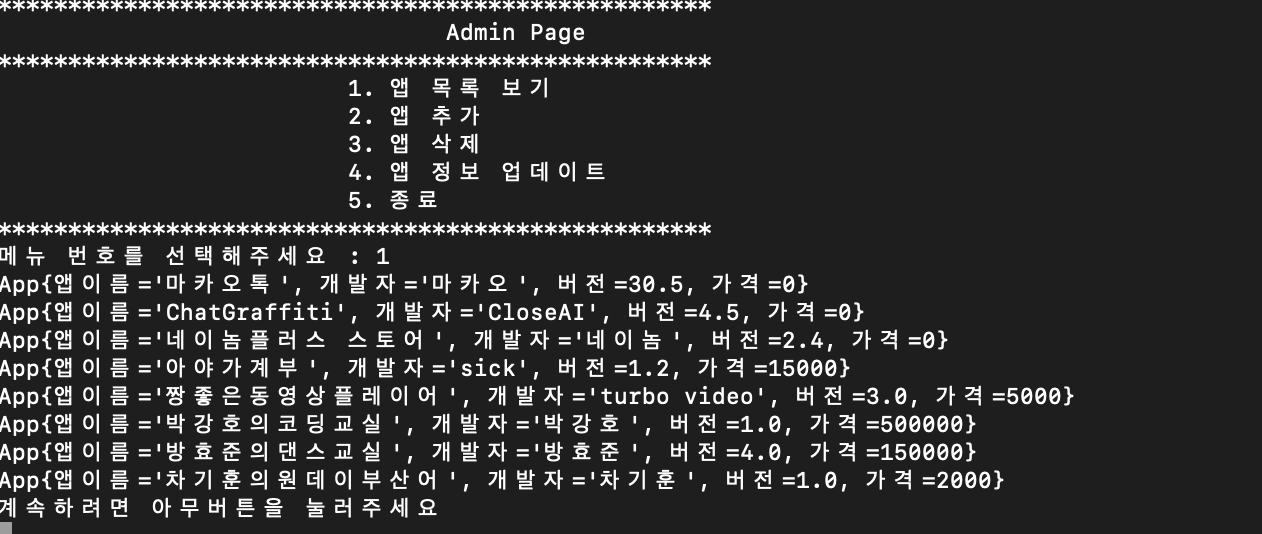 ***************************************************
Admin Page
***************************************************
1. 앱 목록 보기
2. 앱 추가
3. 앱 삭제
4. 앱 정보 업데이트
5. 종료
***************************************************
메뉴 번호를 선택해주세요 : 1
App{앱이름='마카오톡', 개발자='마카오', 버전=30.5, 가격=0}
App{앱이름='ChatGraffiti', 개발자='CloseAI', 버전=4.5, 가격=0}
App{앱이름='네이놈플러스 스토어', 개발자='네이놈', 버전=2.4, 가격=0}
App{앱이름='아야가계부', 개발자='sick', 버전=1.2, 가격=15000}
App{앱이름='짱좋은동영상플레이어', 개발자='turbo video', 버전=3.0, 가격=5000}
App{앱이름='박강호의코딩교실', 개발자='박강호', 버전=1.0, 가격=500000}
App{앱이름='방효준의댄스교실', 개발자='방효준', 버전=4.0, 가격=150000}
App{앱이름='차기훈의원데이부산어', 개발자='차기훈', 버전=1.0, 가격=2000}
계속하려면 아무버튼을 눌러주세요